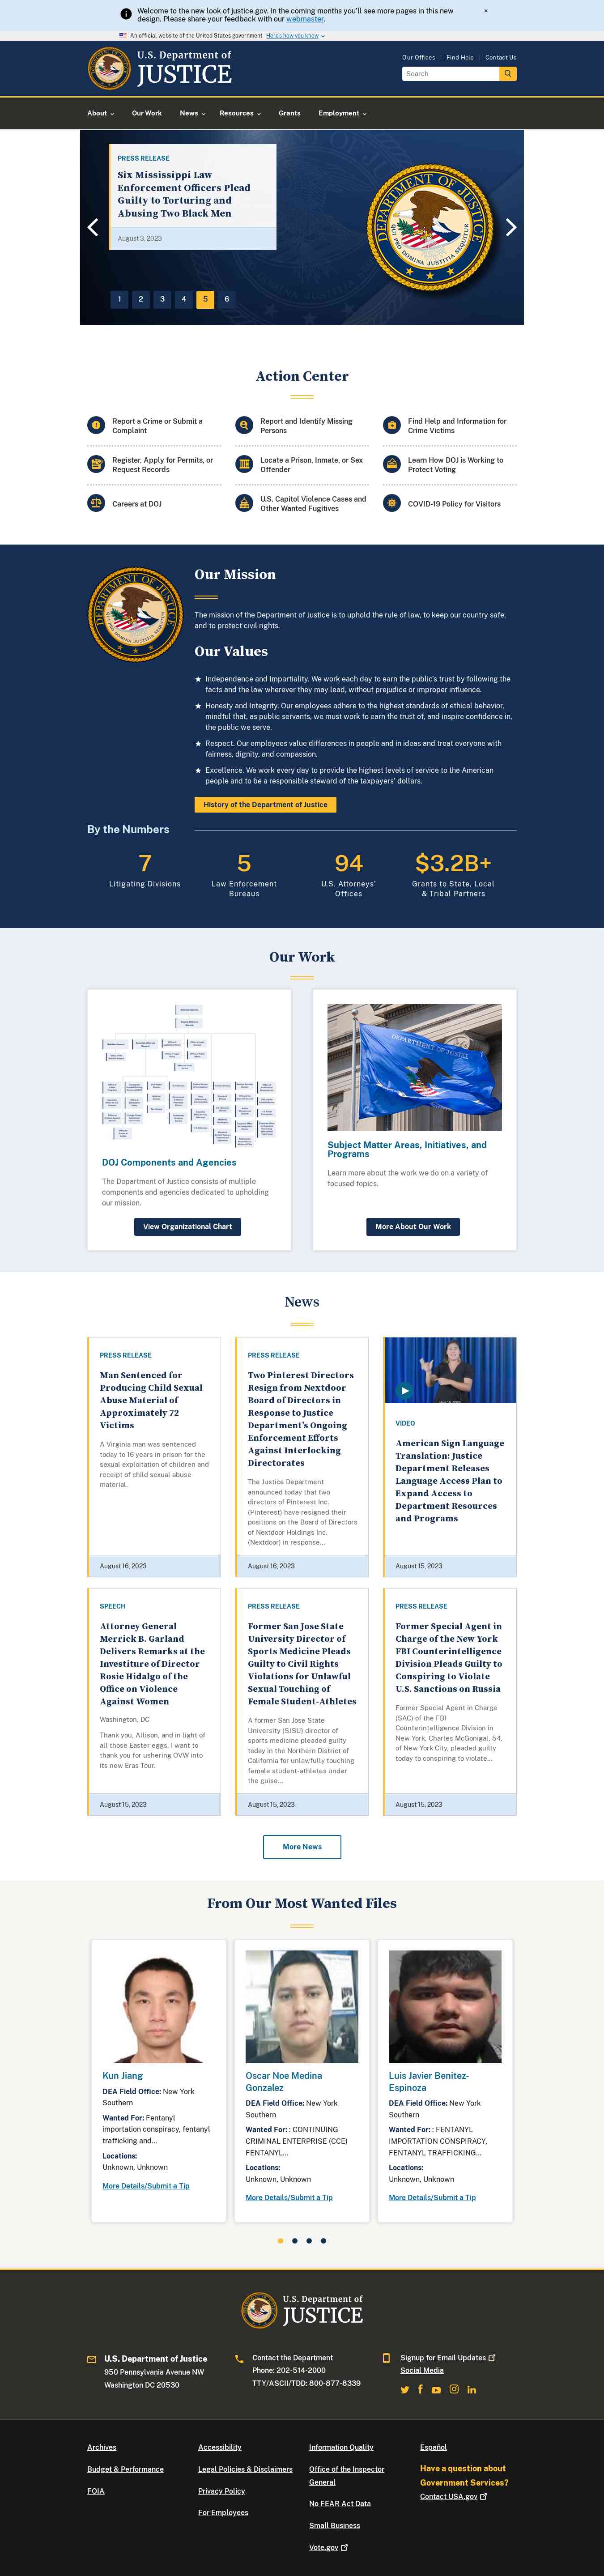 Welcome to the new look of justice.gov. In the coming months you'll see more pages in this new
design. Please share your feedback with our webmaster.
×
An official website of the United States government Here's how you know
U.S. Department of
JUSTICE
Our Offices | Find Help | Contact Us
Search
About
Our Work
News
Resources
Grants
Employment
PRESS RELEASE
Six Mississippi Law
Enforcement Officers Plead
Guilty to Torturing and
Abusing Two Black Men
August 3, 2023
1 2 3 4 5 6
Action Center
Report a Crime or Submit a
Complaint
Report and Identify Missing
Persons
Find Help and Information for
Crime Victims
Register, Apply for Permits, or
Request Records
Locate a Prison, Inmate, or Sex
Offender
Learn How DOJ is Working to
Protect Voting
Careers at DOJ
U.S. Capitol Violence Cases and
Other Wanted Fugitives
COVID-19 Policy for Visitors
Our Mission
The mission of the Department of Justice is to uphold the rule of law, to keep our country safe,
and to protect civil rights.
Our Values
Independence and Impartiality. We work each day to earn the public's trust by following the
facts and the law wherever they may lead, without prejudice or improper influence.
Honesty and Integrity. Our employees adhere to the highest standards of ethical behavior,
mindful that, as public servants, we must work to earn the trust of, and inspire confidence in,
the public we serve.
Respect. Our employees value differences in people and in ideas and treat everyone with
fairness, dignity, and compassion.
Excellence. We work every day to provide the highest levels of service to the American
people and to be a responsible steward of the taxpayers' dollars.
History of the Department of Justice
By the Numbers
7
Litigating Divisions
5
Law Enforcement
Bureaus
94
U.S. Attorneys'
Offices
$3.2B+
Grants to State, Local
& Tribal Partners
Our Work
DOJ Components and Agencies
The Department of Justice consists of multiple
components and agencies dedicated to upholding
our mission.
View Organizational Chart
Subject Matter Areas, Initiatives, and
Programs
Learn more about the work we do on a variety of
focused topics.
More About Our Work
News
PRESS RELEASE
Man Sentenced for
Producing Child Sexual
Abuse Material of
Approximately 72
Victims
A Virginia man was sentenced
today to 16 years in prison for the
sexual exploitation of children and
receipt of child sexual abuse
material.
August 16, 2023
PRESS RELEASE
Two Pinterest Directors
Resign from Nextdoor
Board of Directors in
Response to Justice
Department's Ongoing
Enforcement Efforts
Against Interlocking
Directorates
The Justice Department
announced today that two
directors of Pinterest Inc.
(Pinterest) have resigned their
positions on the Board of Directors
of Nextdoor Holdings Inc.
(Nextdoor) in response...
August 16, 2023
VIDEO
American Sign Language
Translation: Justice
Department Releases
Language Access Plan to
Expand Access to
Department Resources
and Programs
August 15, 2023
SPEECH
Attorney General
Merrick B. Garland
Delivers Remarks at the
Investiture of Director
Rosie Hidalgo of the
Office on Violence
Against Women
Washington, DC
Thank you, Allison, and in light of
all those Easter eggs, I want to
thank you for ushering OVW into
its new Eras Tour.
August 15, 2023
PRESS RELEASE
Former San Jose State
University Director of
Sports Medicine Pleads
Guilty to Civil Rights
Violations for Unlawful
Sexual Touching of
Female Student-Athletes
A former San Jose State
University (SJSU) director of
sports medicine pleaded guilty
today in the Northern District of
California for unlawfully touching
female student-athletes under
the guise...
August 15, 2023
PRESS RELEASE
Former Special Agent in
Charge of the New York
FBI Counterintelligence
Division Pleads Guilty to
Conspiring to Violate
U.S. Sanctions on Russia
Former Special Agent in Charge
(SAC) of the FBI
Counterintelligence Division in
New York, Charles McGonigal, 54,
of New York City, pleaded guilty
today to conspiring to violate...
August 15, 2023
More News
From Our Most Wanted Files
Kun Jiang
DEA Field Office: New York
Southern
Wanted For: Fentanyl
importation conspiracy, fentanyl
trafficking and...
Locations:
Unknown, Unknown
More Details/Submit a Tip
Oscar Noe Medina
Gonzalez
DEA Field Office: New York
Southern
Wanted For: : CONTINUING
CRIMINAL ENTERPRISE (CCE)
FENTANYL...
Locations:
Unknown, Unknown
More Details/Submit a Tip
Luis Javier Benitez-
Espinoza
DEA Field Office: New York
Southern
Wanted For: : FENTANYL
IMPORTATION CONSPIRACY,
FENTANYL TRAFFICKING...
Locations:
Unknown, Unknown
More Details/Submit a Tip
U.S. Department of
JUSTICE
U.S. Department of Justice
950 Pennsylvania Avenue NW
Washington DC 20530
Contact the Department
Phone: 202-514-2000
TTY/ASCII/TDD: 800-877-8339
Signup for Email Updates
Social Media
Archives
Budget & Performance
FOIA
Accessibility
Legal Policies & Disclaimers
Privacy Policy
For Employees
Information Quality
Office of the Inspector
General
No FEAR Act Data
Small Business
Vote.gov
Español
Have a question about
Government Services?
Contact USA.gov